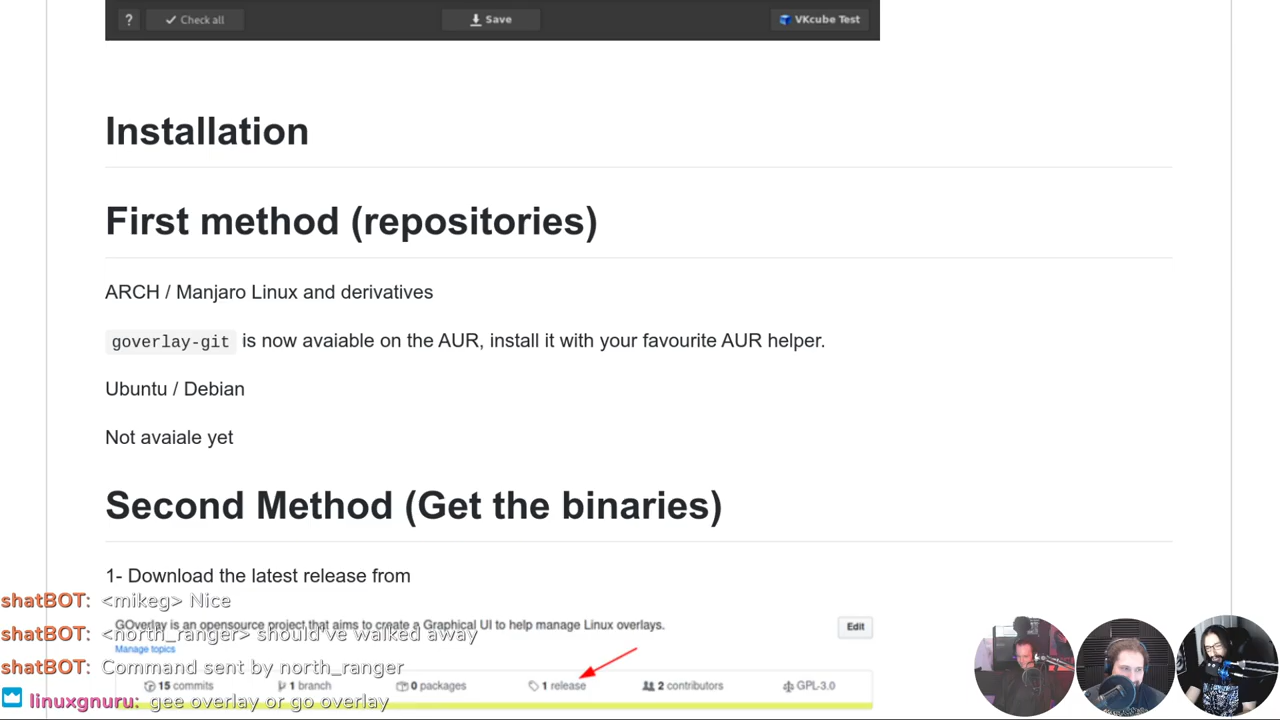 ? Check all Save VKcube Test
Installation
First method (repositories)
ARCH / Manjaro Linux and derivatives
goverlay-git is now avaiable on the AUR, install it with your favourite AUR helper.
Ubuntu / Debian
Not avaiale yet
Second Method (Get the binaries)
1- Download the latest release from
shatBOT: <mikeg> Nice
GOverlay is an opensource project that aims to create a Graphical UI to help manage Linux overlays. Edit
shatBOT: <north_ranger> should've walked away
Manage topics
shatBOT: Command sent by north_ranger
15 commits 1 branch 0 packages 1 release 2 contributors GPL-3.0
linuxgnuru: gee overlay or go overlay